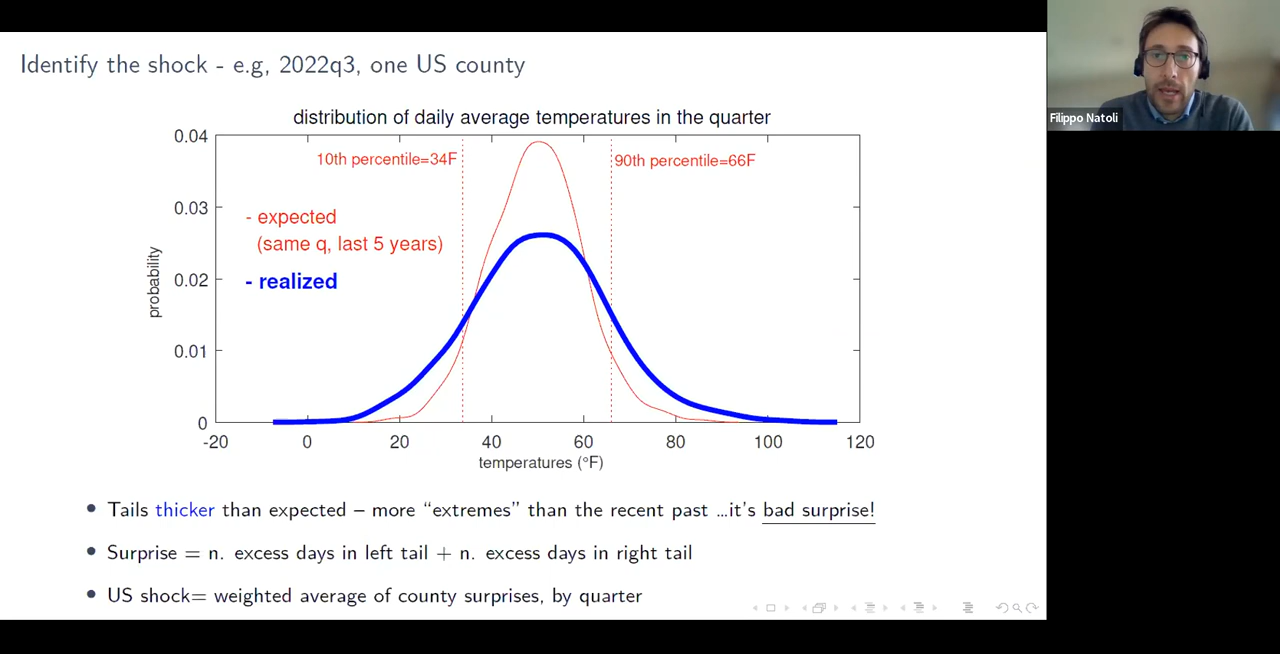 Identify the shock - e.g, 2022q3, one US county
Filippo Natoli
distribution of daily average temperatures in the quarter
10th percentile=34F
90th percentile=66F
- expected
(same q, last 5 years)
- realized
probability
0.04
0.03
0.02
0.01
0
-20 0 20 40 60 80 100 120
temperatures (°F)
• Tails thicker than expected – more “extremes” than the recent past ...it's bad surprise!
• Surprise = n. excess days in left tail + n. excess days in right tail
• US shock= weighted average of county surprises, by quarter